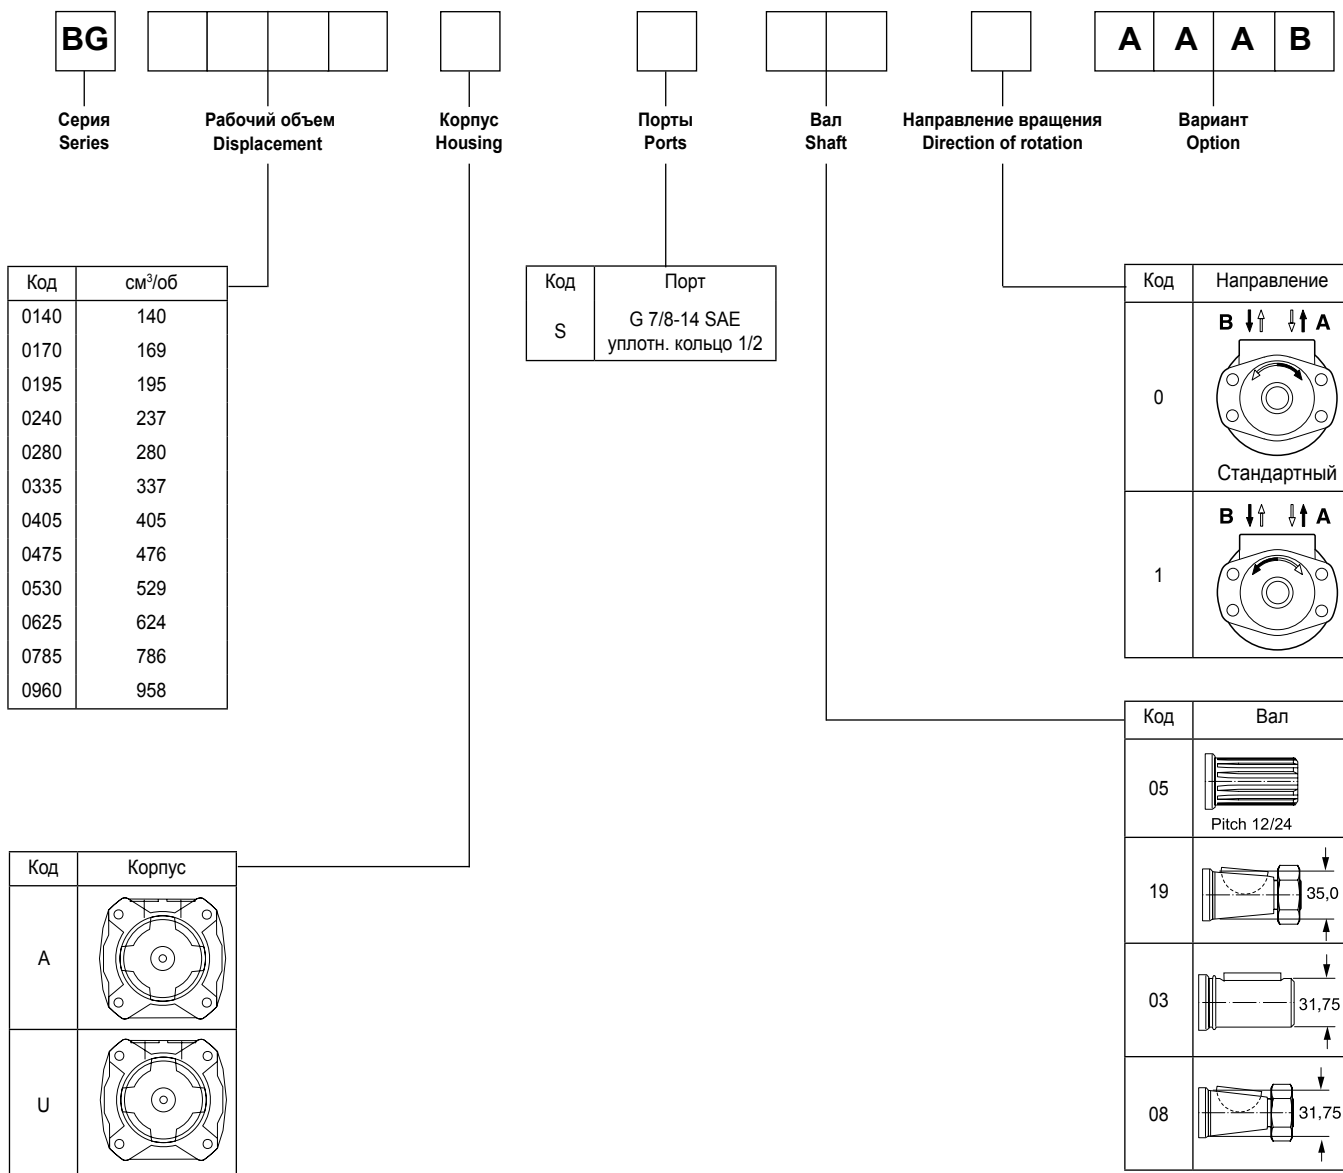 BG A A A B
Серия Рабочий объем Корпус Порты Вал Направление вращения Вариант
Series Displacement Housing Ports Shaft Direction of rotation Option
Код см³/об
0140 140
0170 169
0195 195
0240 237
0280 280
0335 337
0405 405
0475 476
0530 529
0625 624
0785 786
0960 958
Код Порт
S G 7/8-14 SAE
уплотн. кольцо 1/2
Код Направление
B A
0
Стандартный
B A
1
Код Вал
05
Pitch 12/24
19 35,0
03 31,75
08 31,75
Код Корпус
A
U